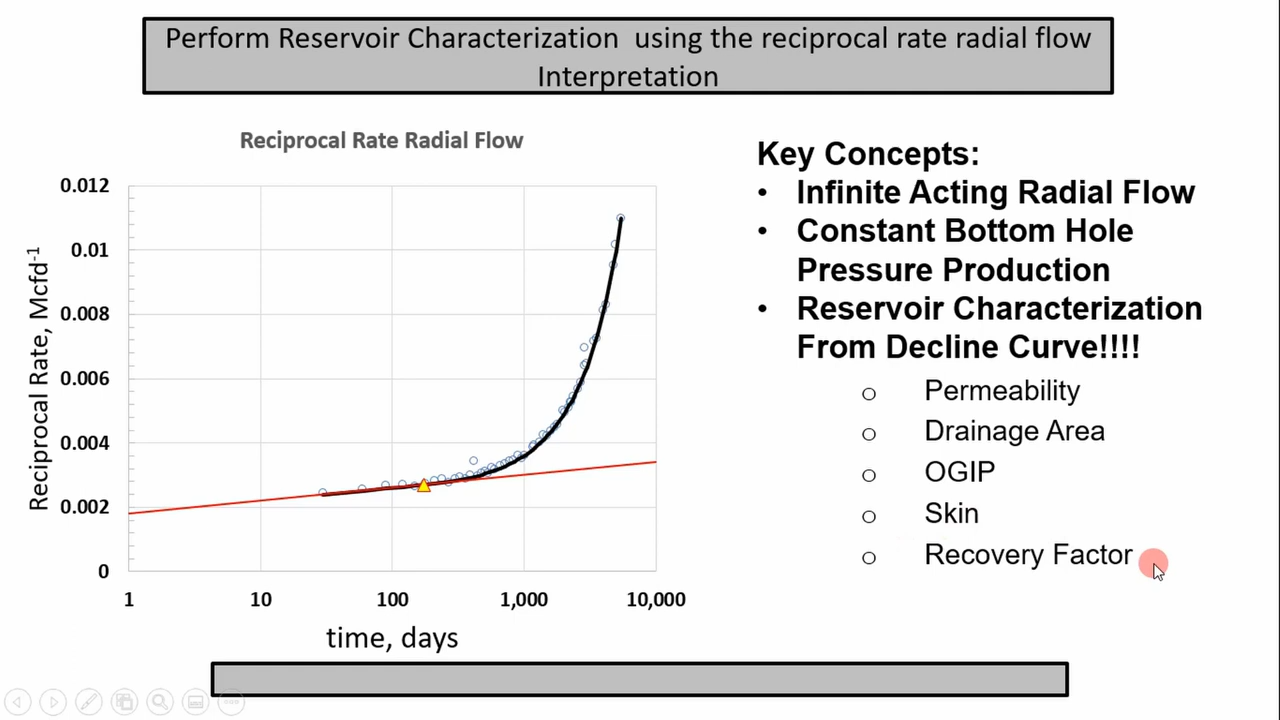 Perform Reservoir Characterization  using the reciprocal rate radial flow
Interpretation
Reciprocal Rate Radial Flow
0.012
0.01
0.008
0.006
0.004
0.002
0
Reciprocal Rate, Mcfd⁻¹
1
10
100
1,000
10,000
time, days
Key Concepts:
• Infinite Acting Radial Flow
• Constant Bottom Hole
Pressure Production
• Reservoir Characterization
From Decline Curve!!!!
o Permeability
o Drainage Area
o OGIP
o Skin
o Recovery Factor